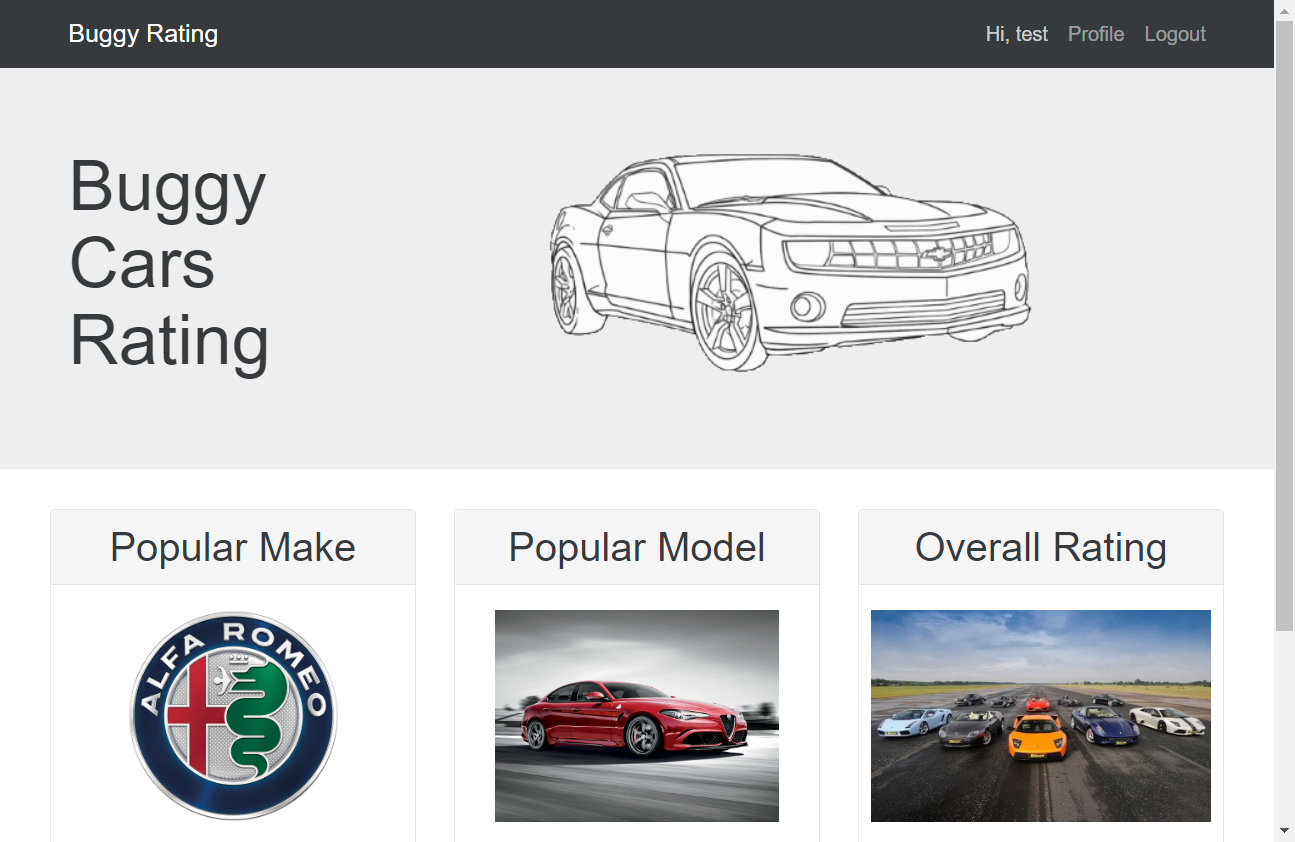 Buggy Rating
Hi, test
Profile
Logout
Buggy
Cars
Rating
Popular Make
Popular Model
Overall Rating
ALFA ROMEO